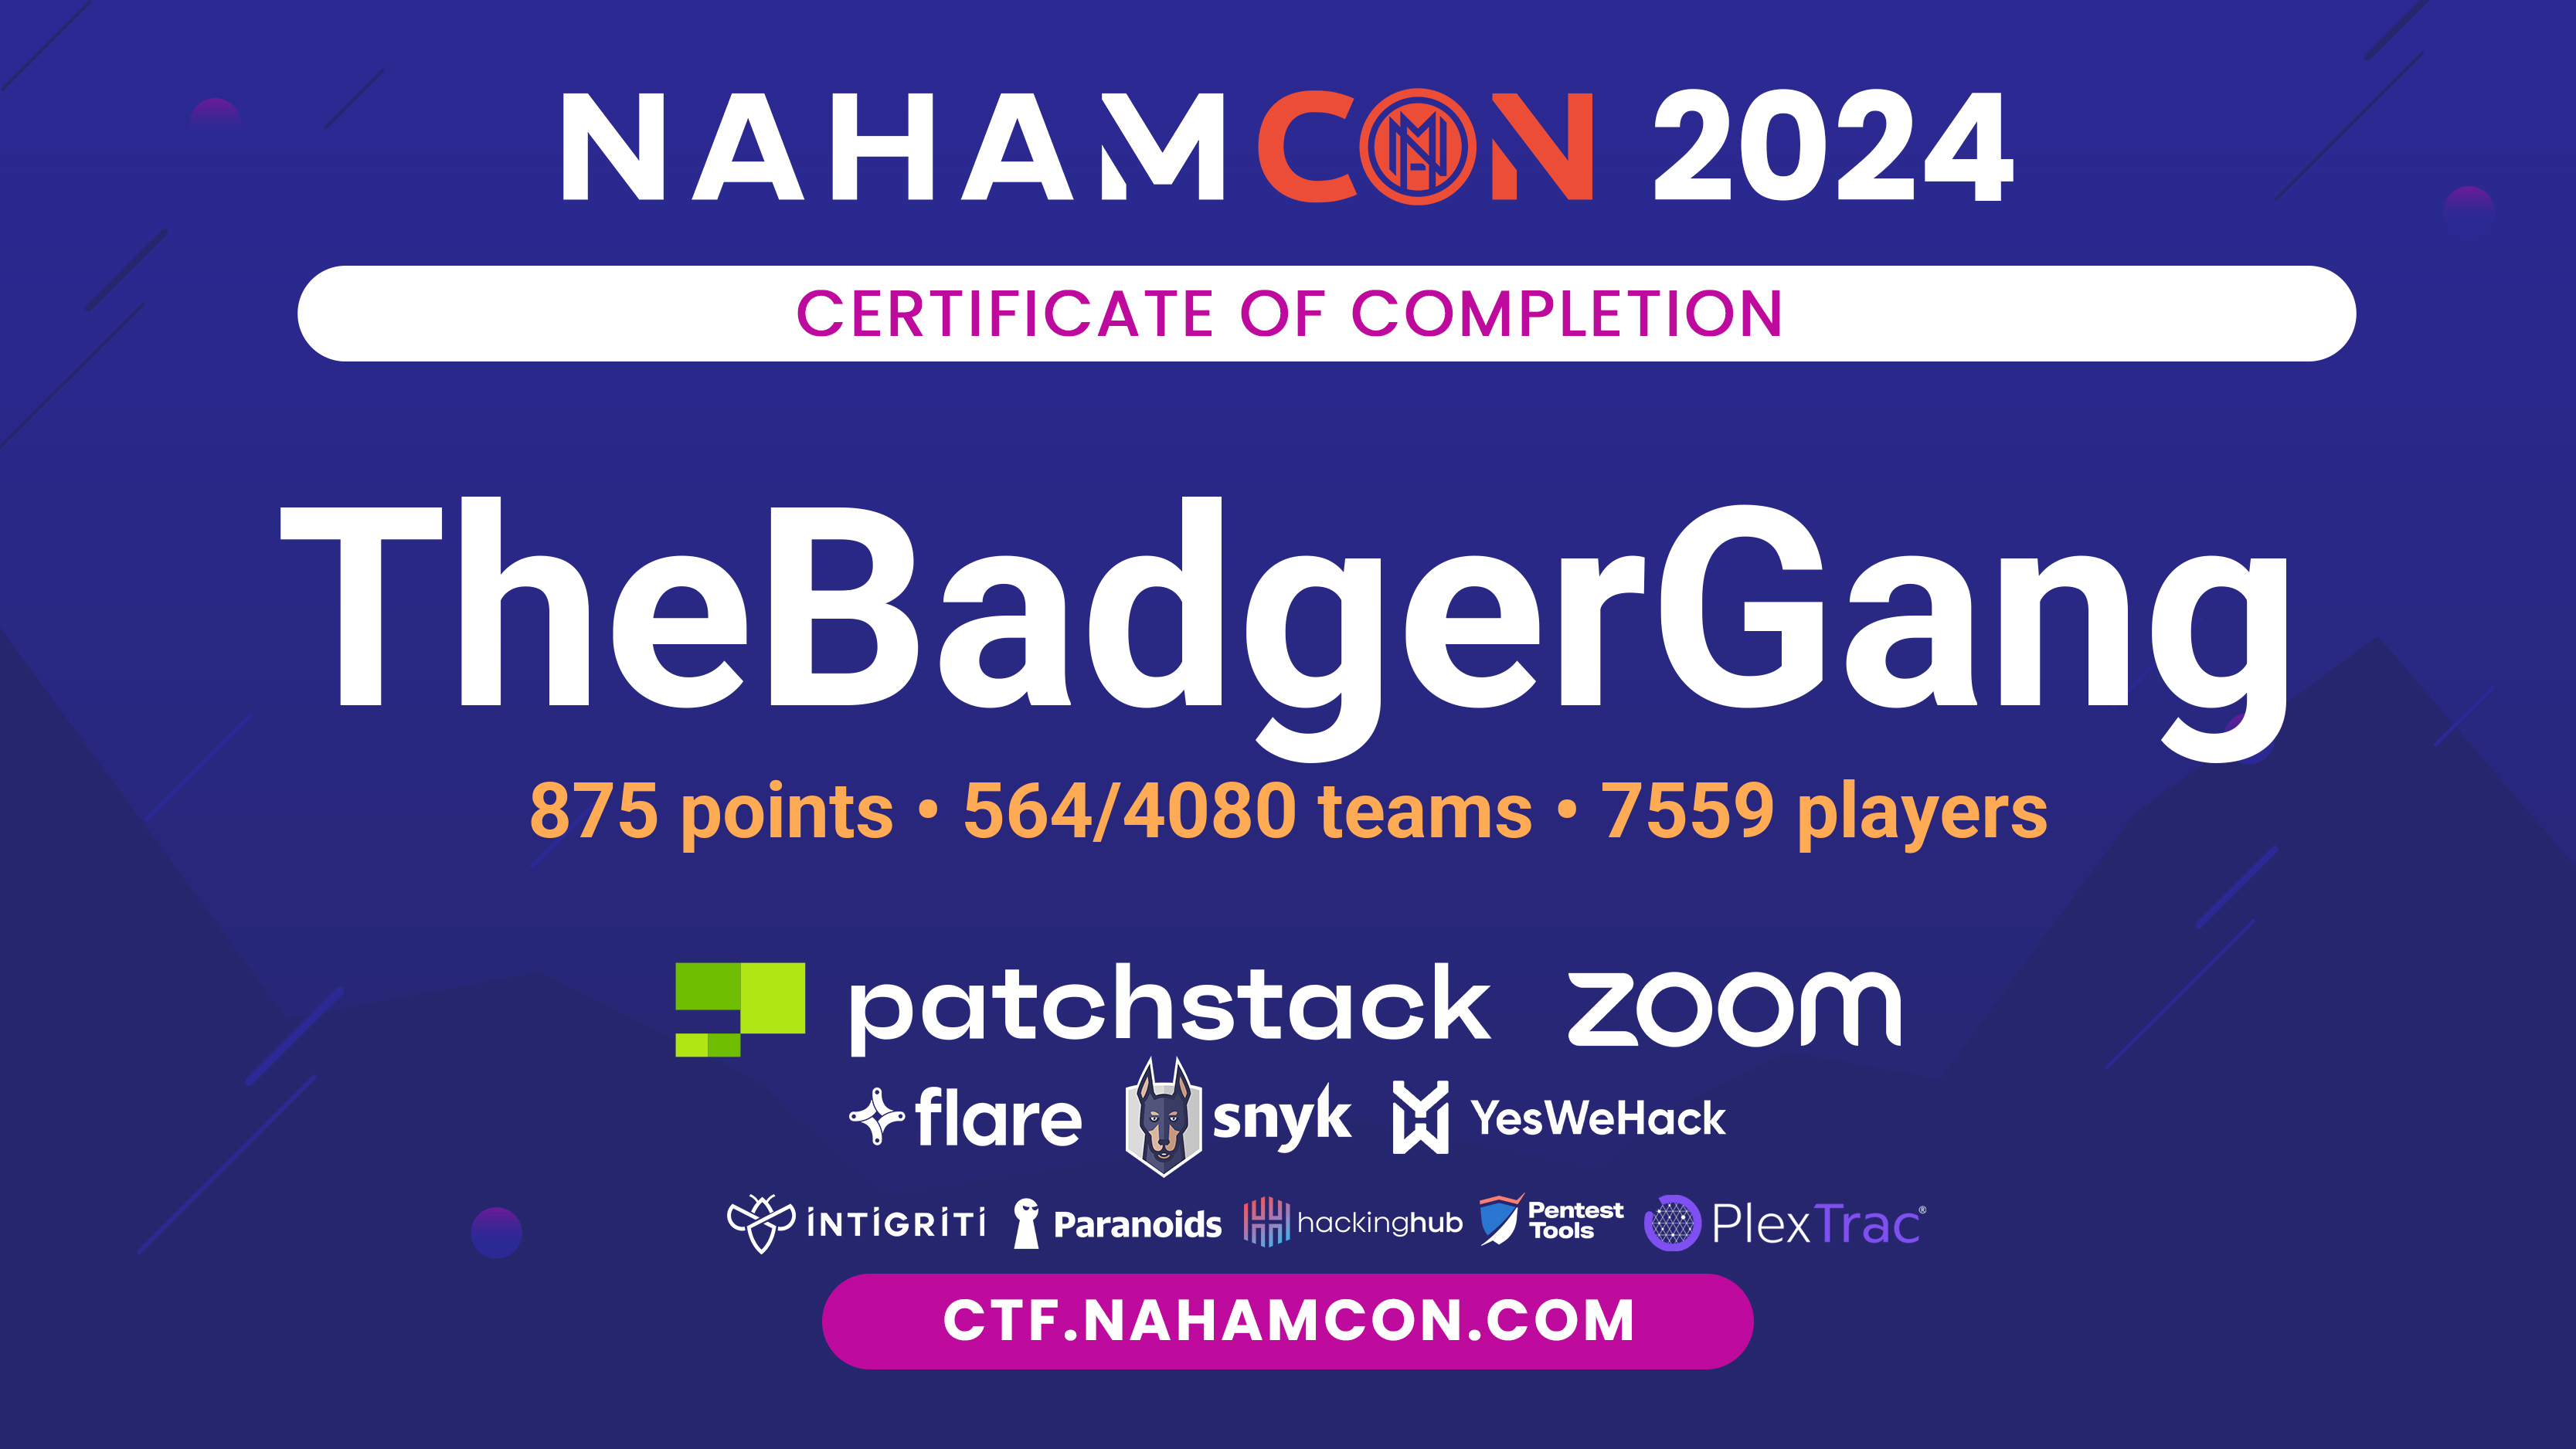 NAHAMCON 2024
CERTIFICATE OF COMPLETION
TheBadgerGang
875 points • 564/4080 teams • 7559 players
patchstack zoom
flare snyk YesWeHack
INTIGRITI Paranoids hackinghub Pentest Tools PlexTrac®
CTF.NAHAMCON.COM